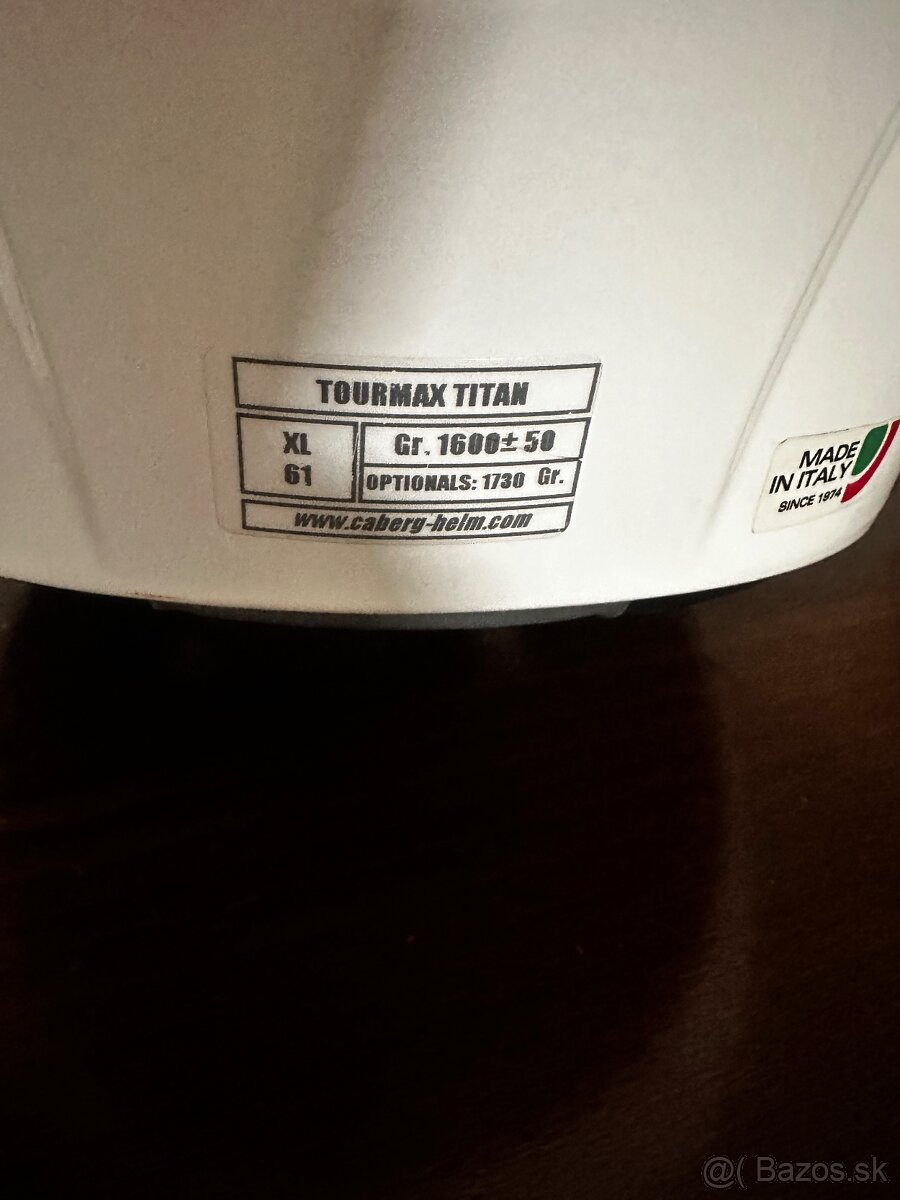 TOURMAX TITAN
XL
61
Gr. 1600± 50
OPTIONALS: 1730 Gr.
www.caberg-helm.com
MADE
IN ITALY
SINCE 1974
@( Bazos.sk